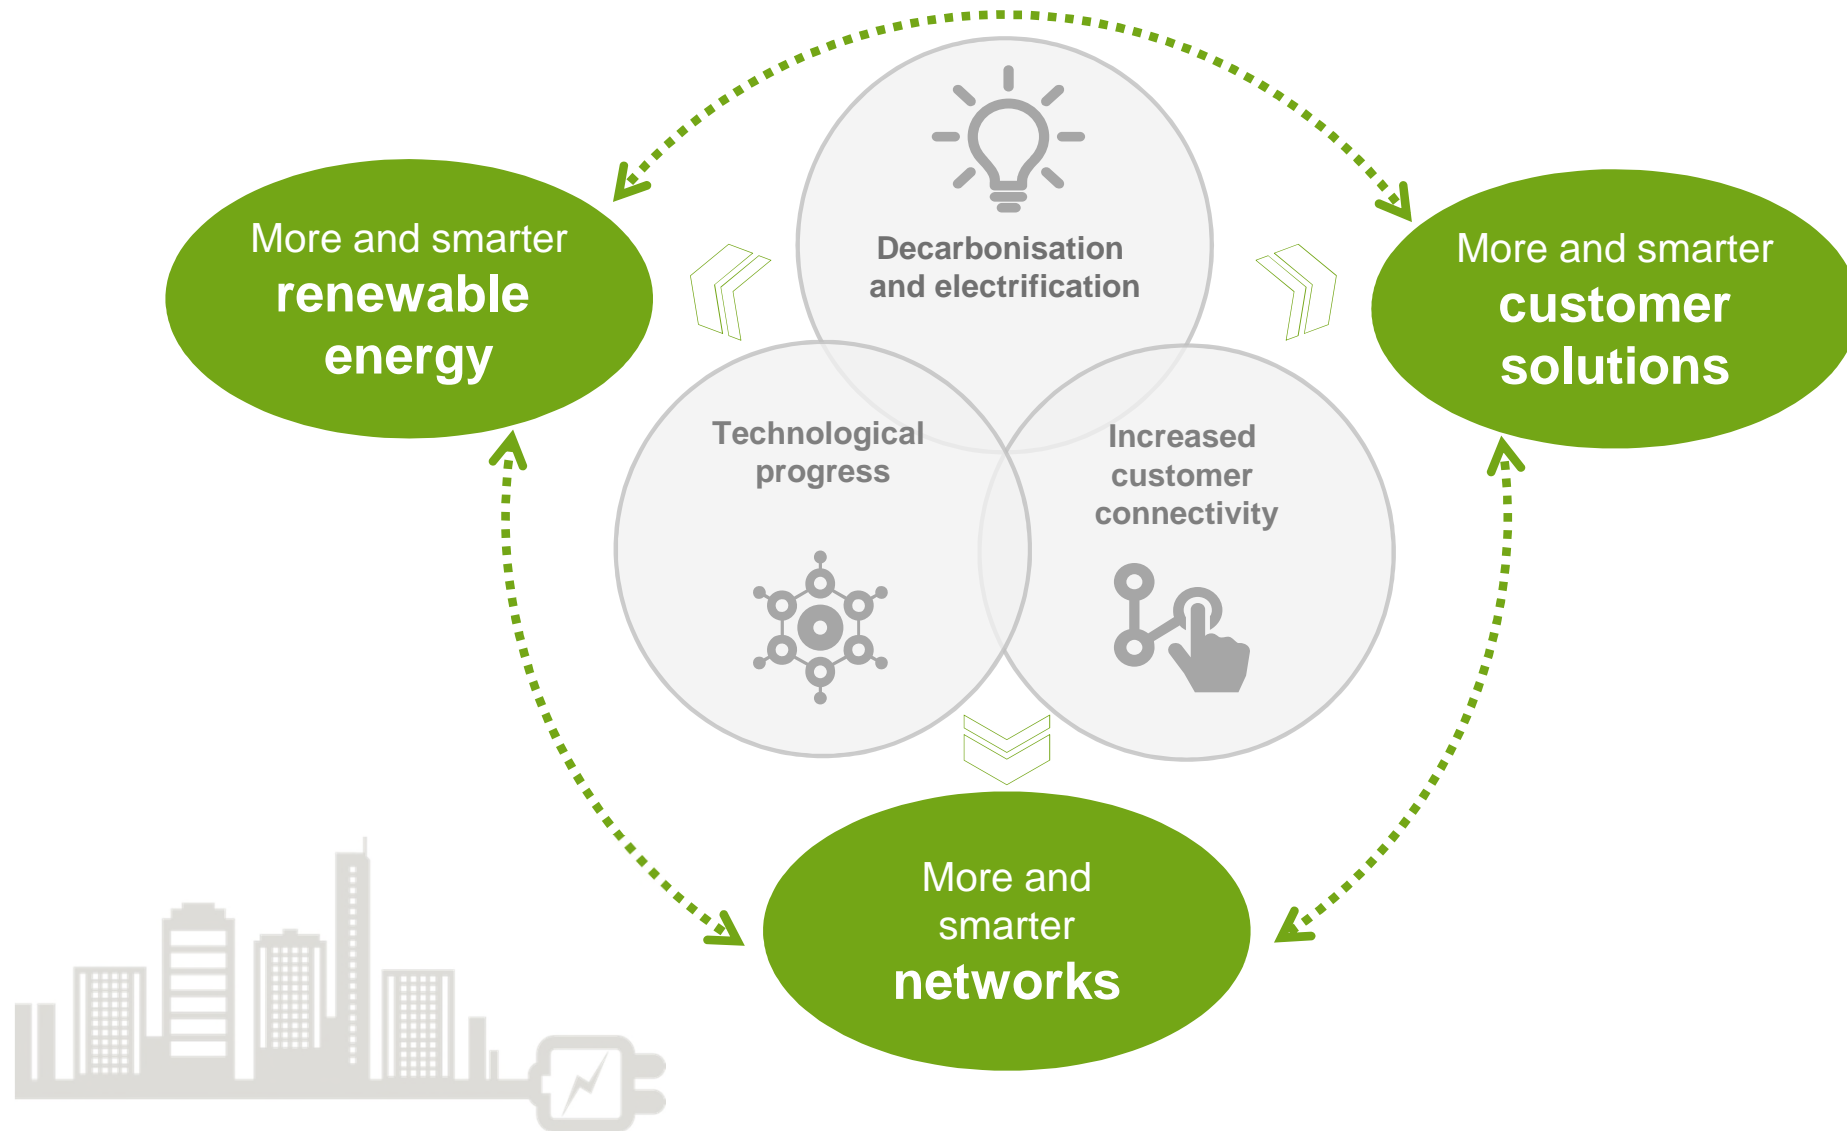 Decarbonisation
and electrification
More and smarter
renewable
energy
More and smarter
customer
solutions
Technological
progress
Increased
customer
connectivity
More and
smarter
networks